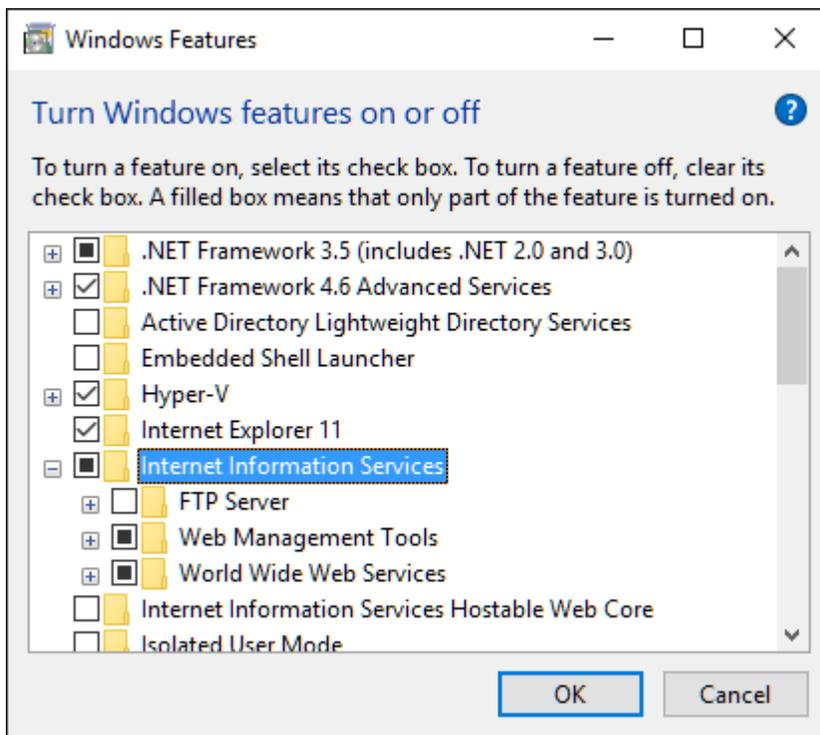 Windows Features
Turn Windows features on or off
?
To turn a feature on, select its check box. To turn a feature off, clear its
check box. A filled box means that only part of the feature is turned on.
.NET Framework 3.5 (includes .NET 2.0 and 3.0)
.NET Framework 4.6 Advanced Services
Active Directory Lightweight Directory Services
Embedded Shell Launcher
Hyper-V
Internet Explorer 11
Internet Information Services
FTP Server
Web Management Tools
World Wide Web Services
Internet Information Services Hostable Web Core
Isolated User Mode
OK
Cancel